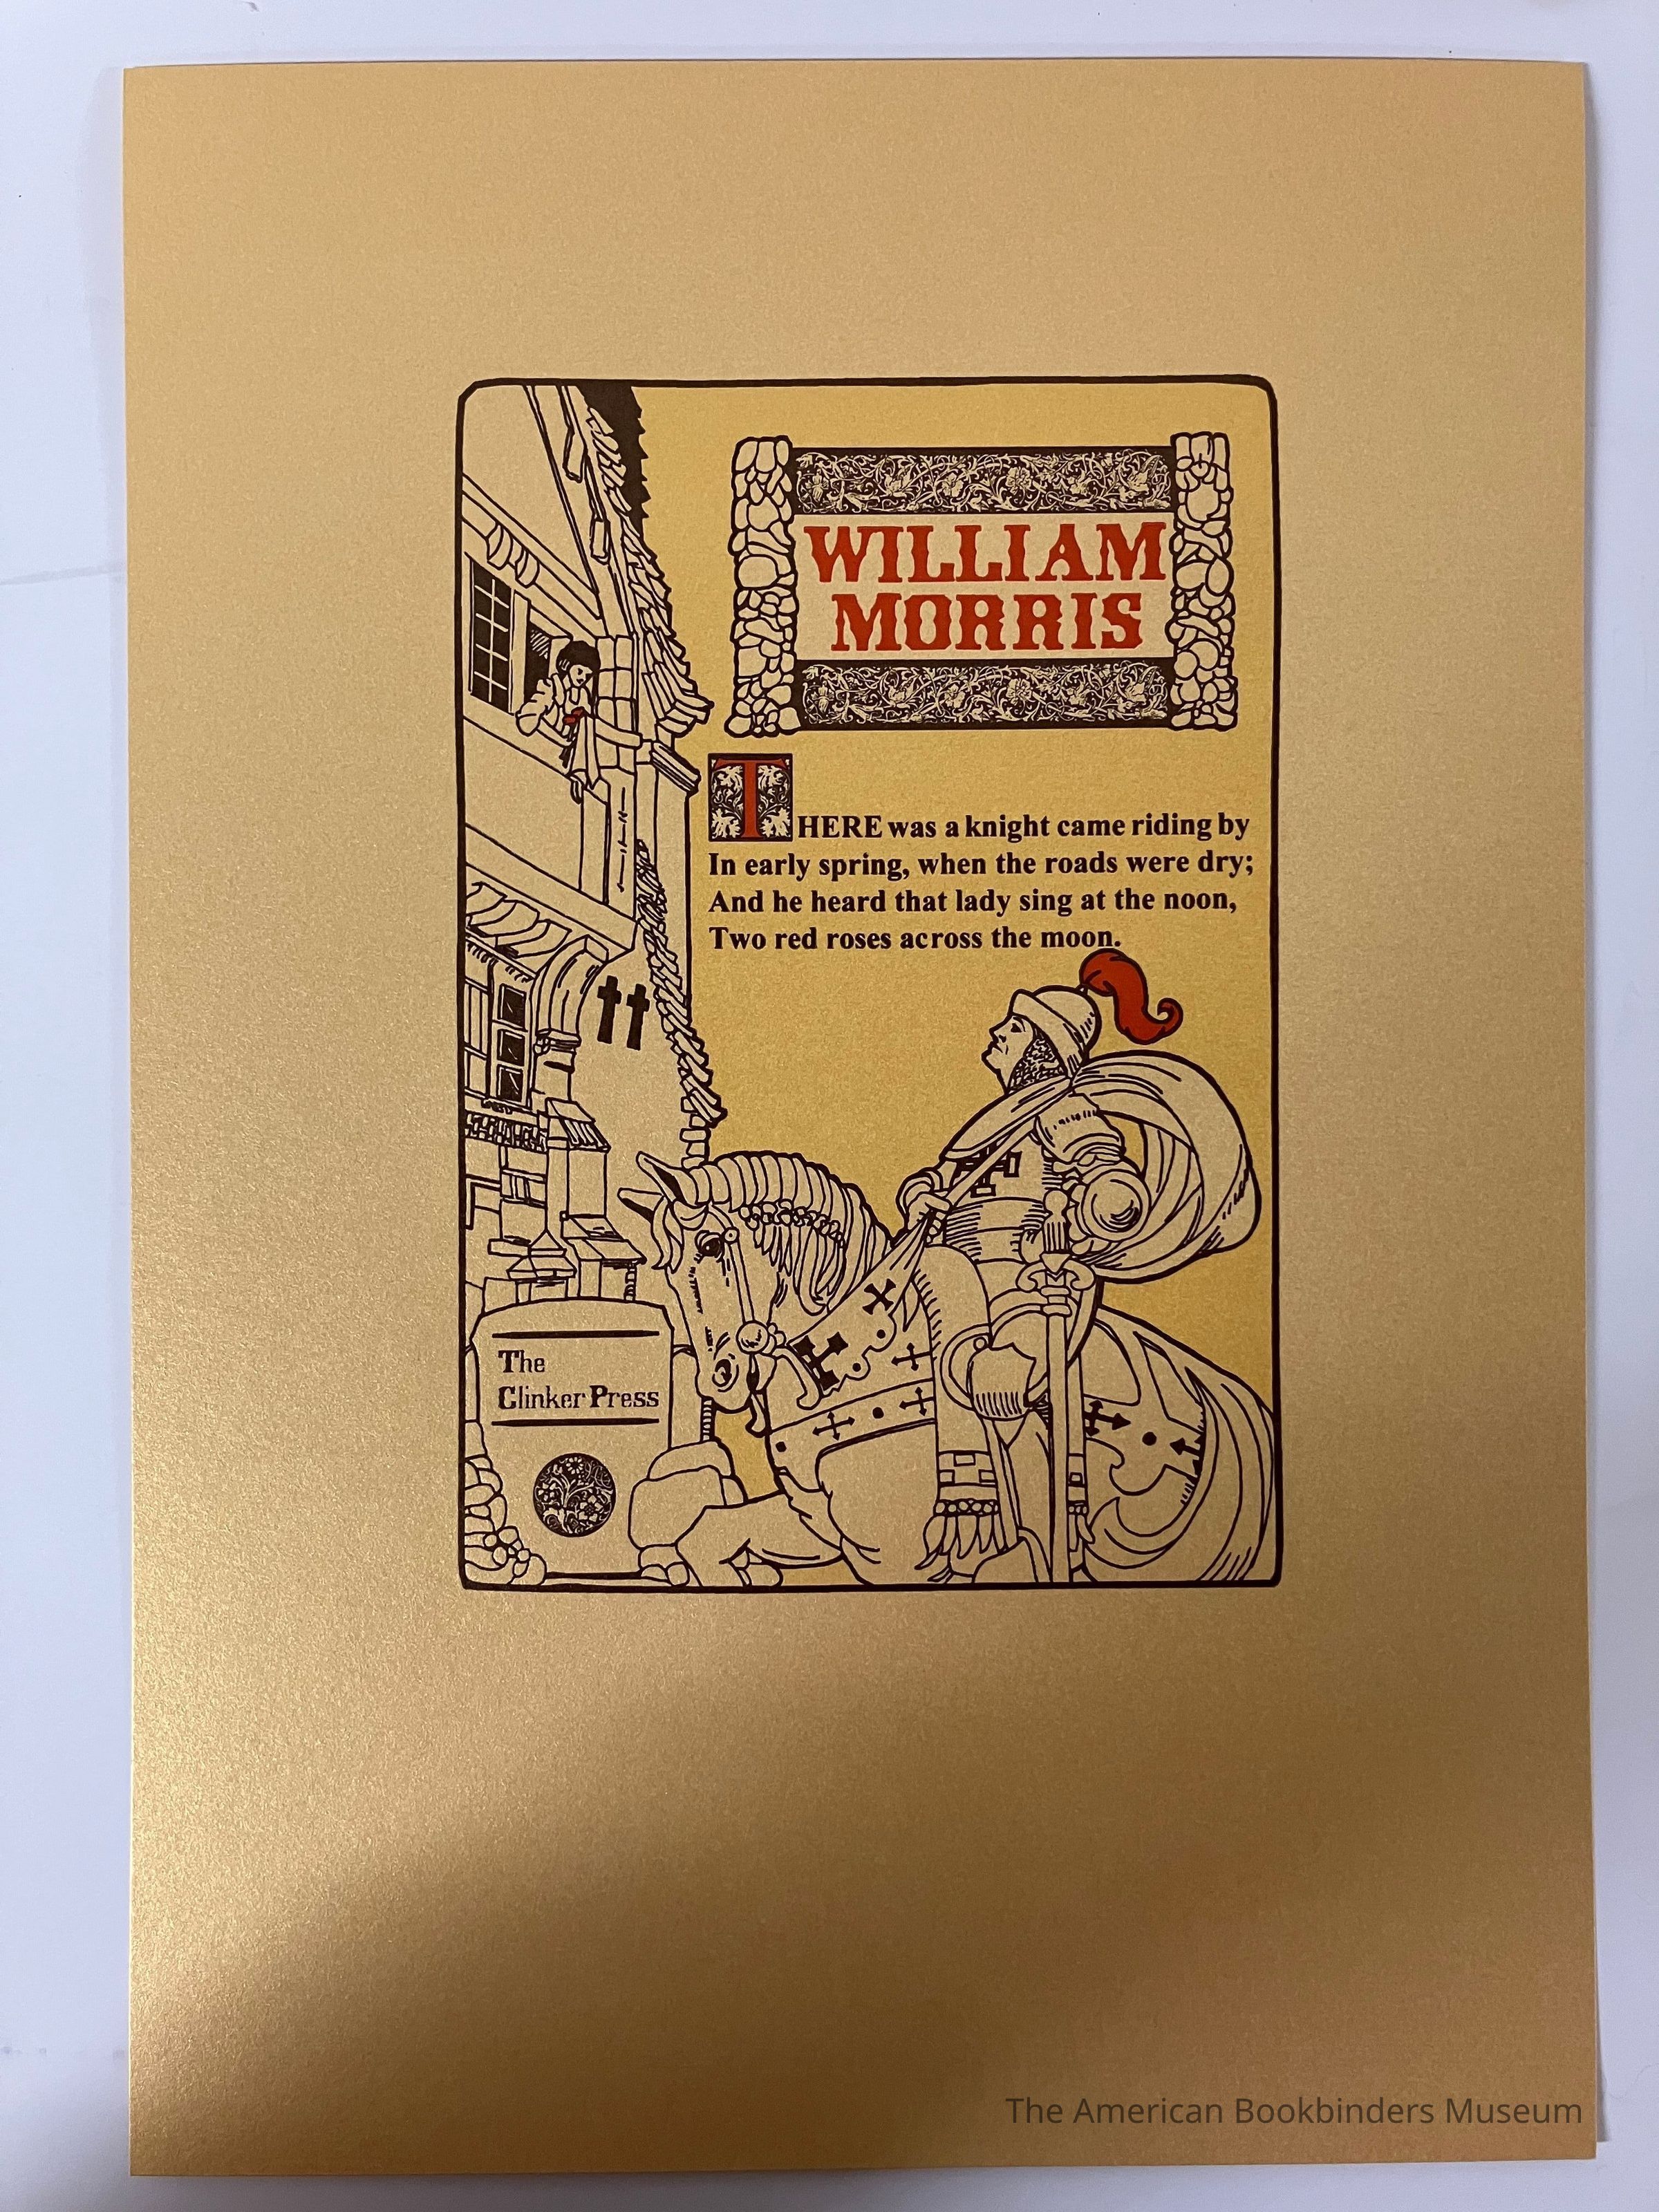 WILLIAM
MORRIS
THERE was a knight came riding by
In early spring, when the roads were dry;
And he heard that lady sing at the noon,
Two red roses across the moon.
The
Clinker Press
The American Bookbinders Museum